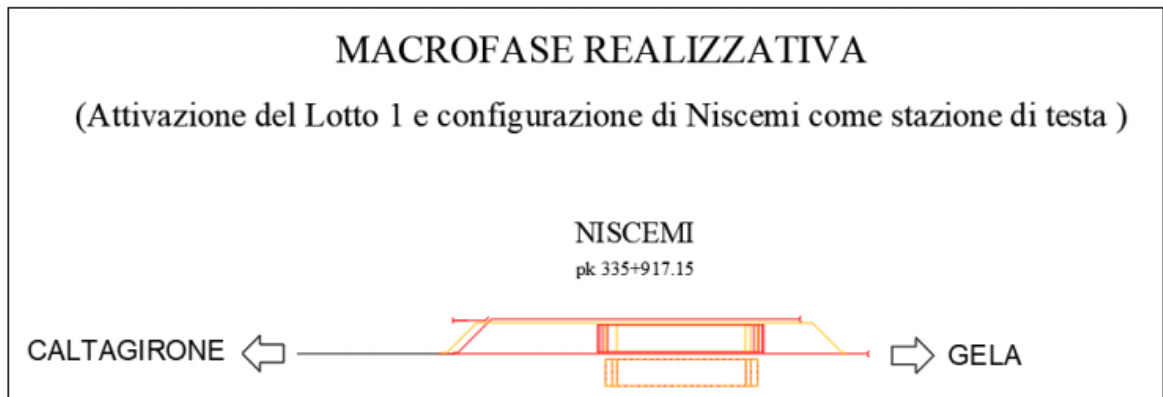 MACROFASE REALIZZATIVA
(Attivazione del Lotto 1 e configurazione di Niscemi come stazione di testa )
NISCEMI
pk 335+917.15
CALTAGIRONE
GELA